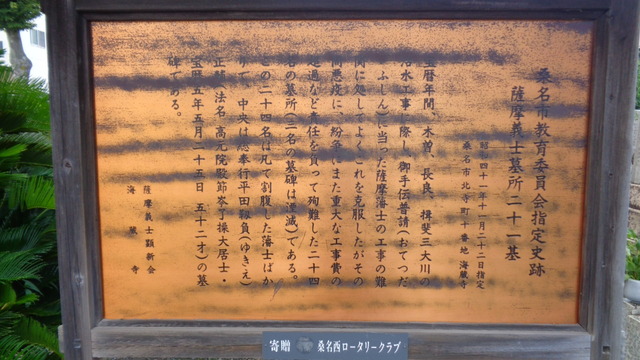 桑名市教育委員会指定史跡
薩摩義士墓所二十一基
昭和四十一年十一月二十二日指定
桑名市北寺町十番地 海蔵寺
宝暦年間、木曽、長良、揖斐三大川の
治水工事に際し、御手伝普請(おてつだ
いふしん)に当った薩摩藩士の工事の難
関に処してよくこれを克服したがその
間悪疫に、紛争にまた重大な工事費の
超過など責任を負って殉難した二十四
名の墓所(三名の墓碑は湮滅)である。
この二十四名は凡て割腹した藩士ばか
りで、中央は惣奉行平田靱負(ゆきえ)
正輔(法名 高元院殿節岑了操大居士・
宝暦五年五月二十五日 五十二才)の墓
碑である。
薩摩義士顕新会
海蔵寺
寄贈 桑名西ロータリークラブ